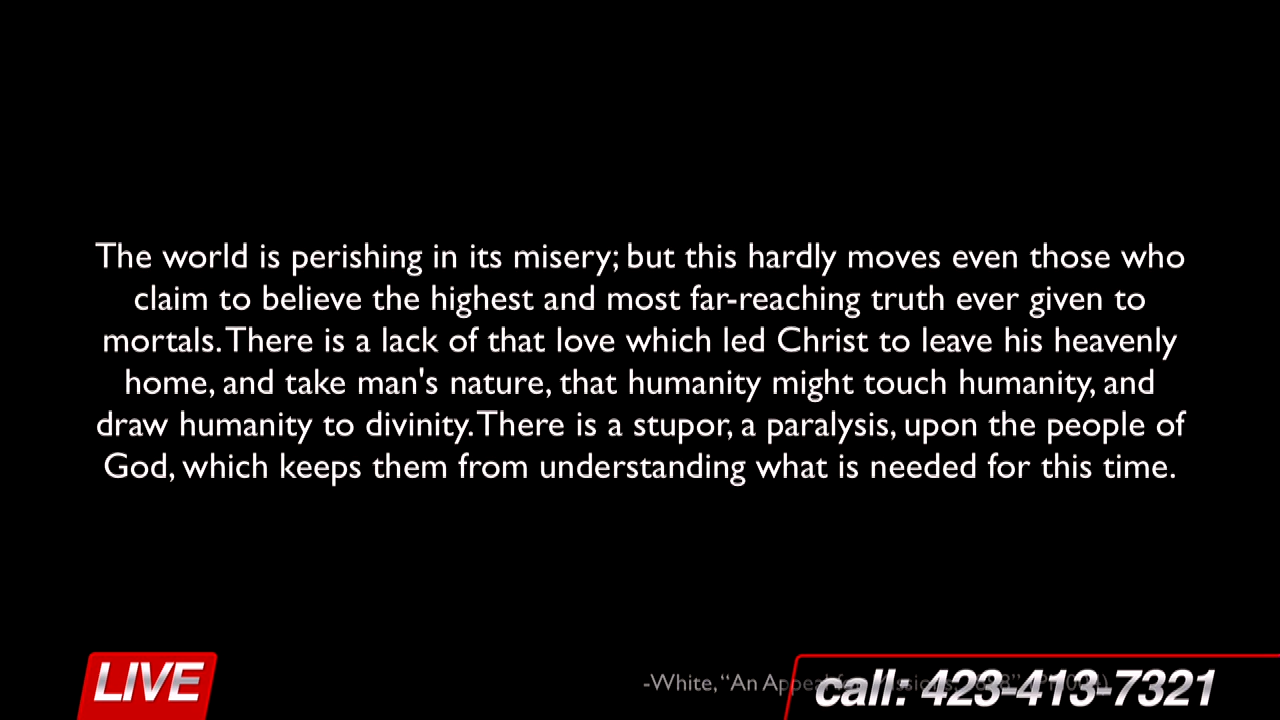 The world is perishing in its misery; but this hardly moves even those who
claim to believe the highest and most far-reaching truth ever given to
mortals. There is a lack of that love which led Christ to leave his heavenly
home, and take man's nature, that humanity might touch humanity, and
draw humanity to divinity. There is a stupor, a paralysis, upon the people of
God, which keeps them from understanding what is needed for this time.
LIVE
-White, “An Appeal
call: 423-413-7321